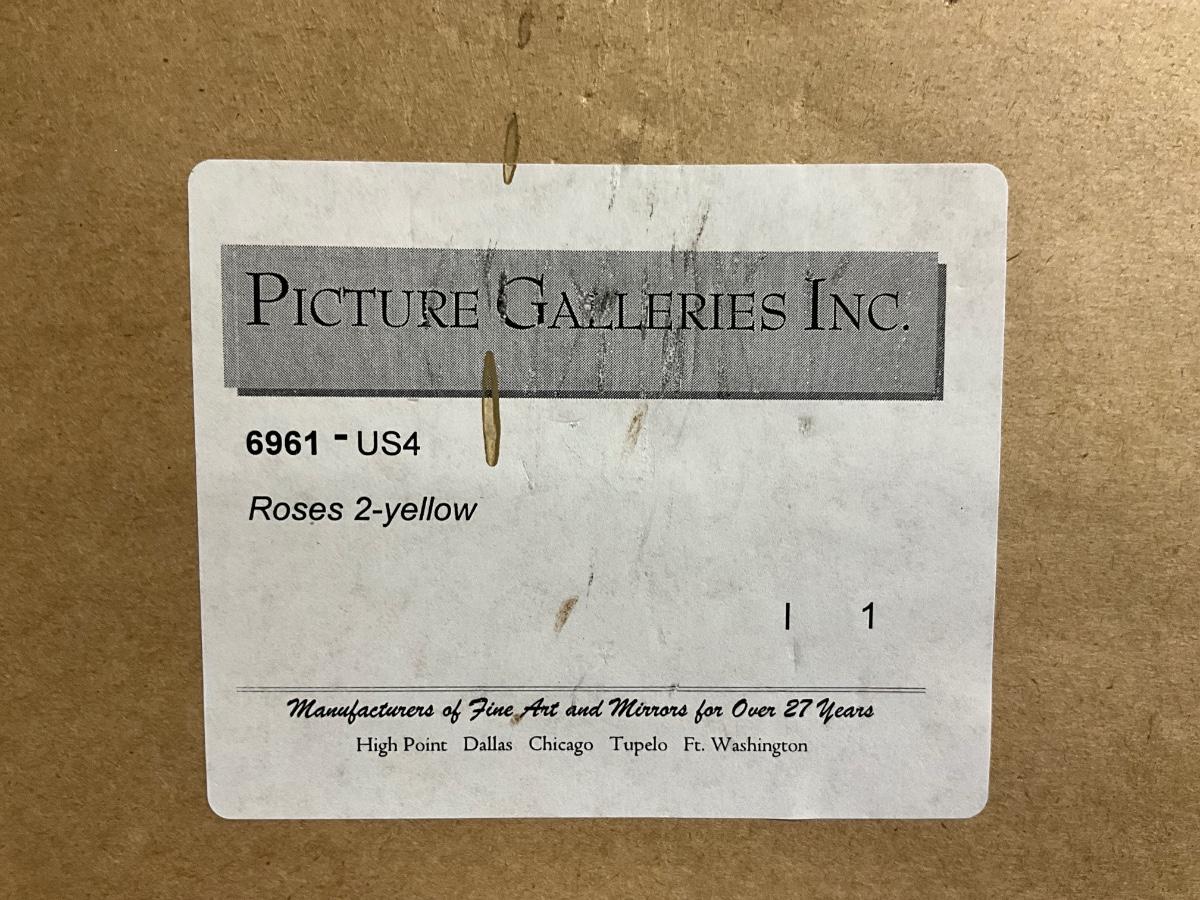 PICTURE GALLERIES INC.
6961 - US4
Roses 2-yellow
I 1
Manufacturers of Fine Art and Mirrors for Over 27 Years
High Point Dallas Chicago Tupelo Ft. Washington